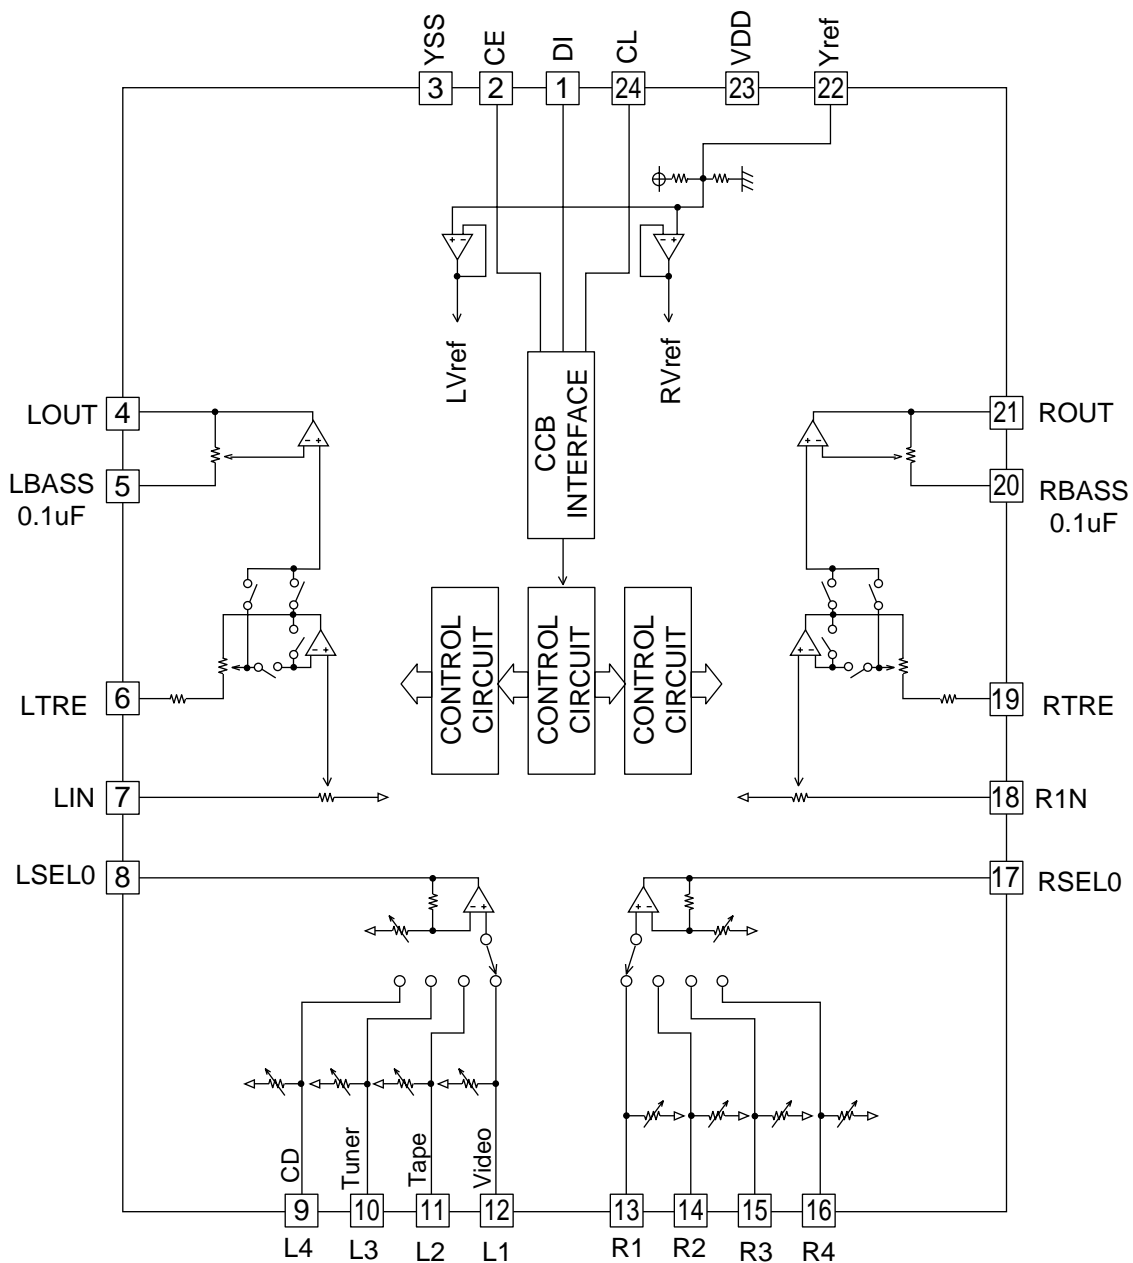 YSS
CE
DI
CL
VDD
Yref
3
2
1
24
23
22
LVref
RVref
CCB
INTERFACE
LOUT
4
21
ROUT
LBASS
0.1uF
5
20
RBASS
0.1uF
CONTROL
CIRCUIT
CONTROL
CIRCUIT
CONTROL
CIRCUIT
LTRE
6
19
RTRE
LIN
7
18
R1N
LSEL0
8
17
RSEL0
CD
Tuner
Tape
Video
9
10
11
12
13
14
15
16
L4
L3
L2
L1
R1
R2
R3
R4